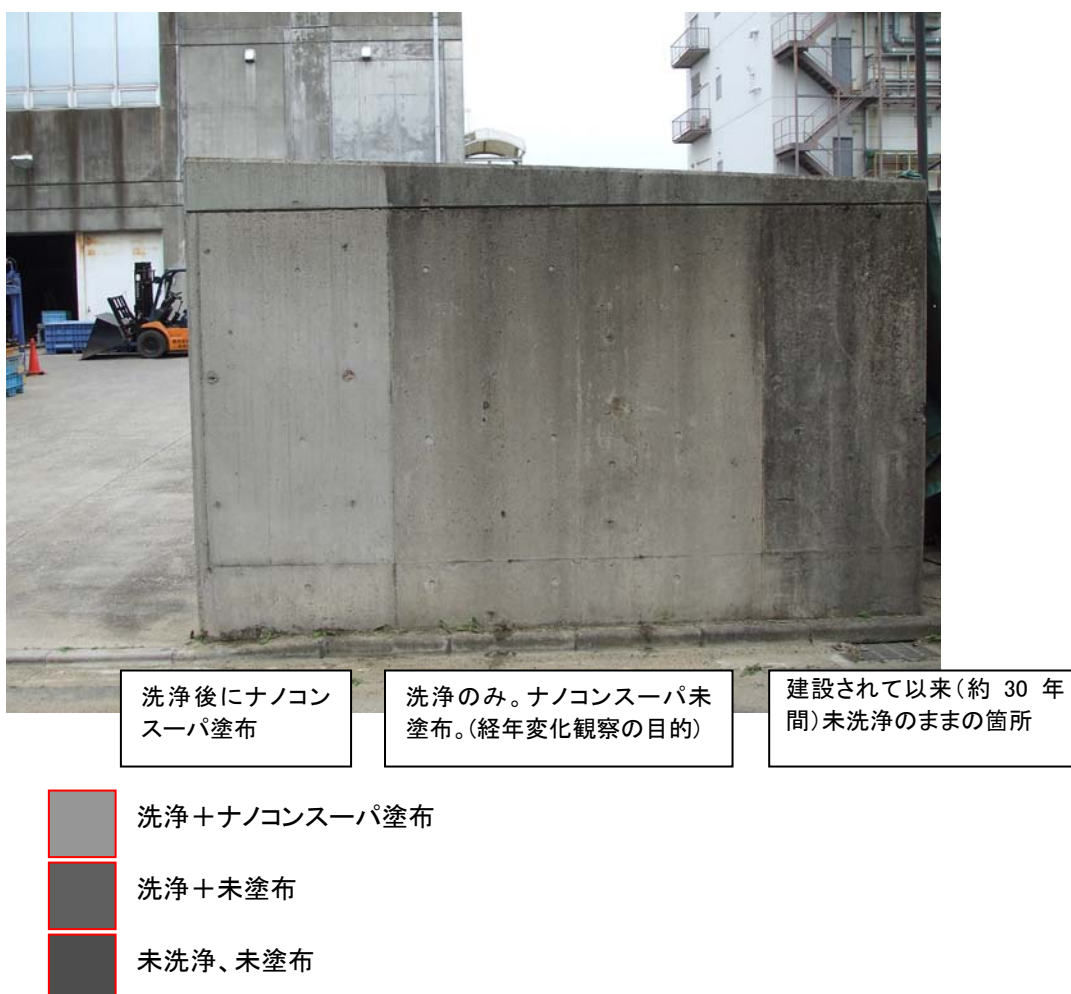 洗浄後にナノコン
スーパ塗布
洗浄のみ。ナノコンスーパ未
塗布。(経年変化観察の目的)
建設されて以来(約 30 年
間)未洗浄のままの箇所
洗浄+ナノコンスーパ塗布
洗浄+未塗布
未洗浄、未塗布